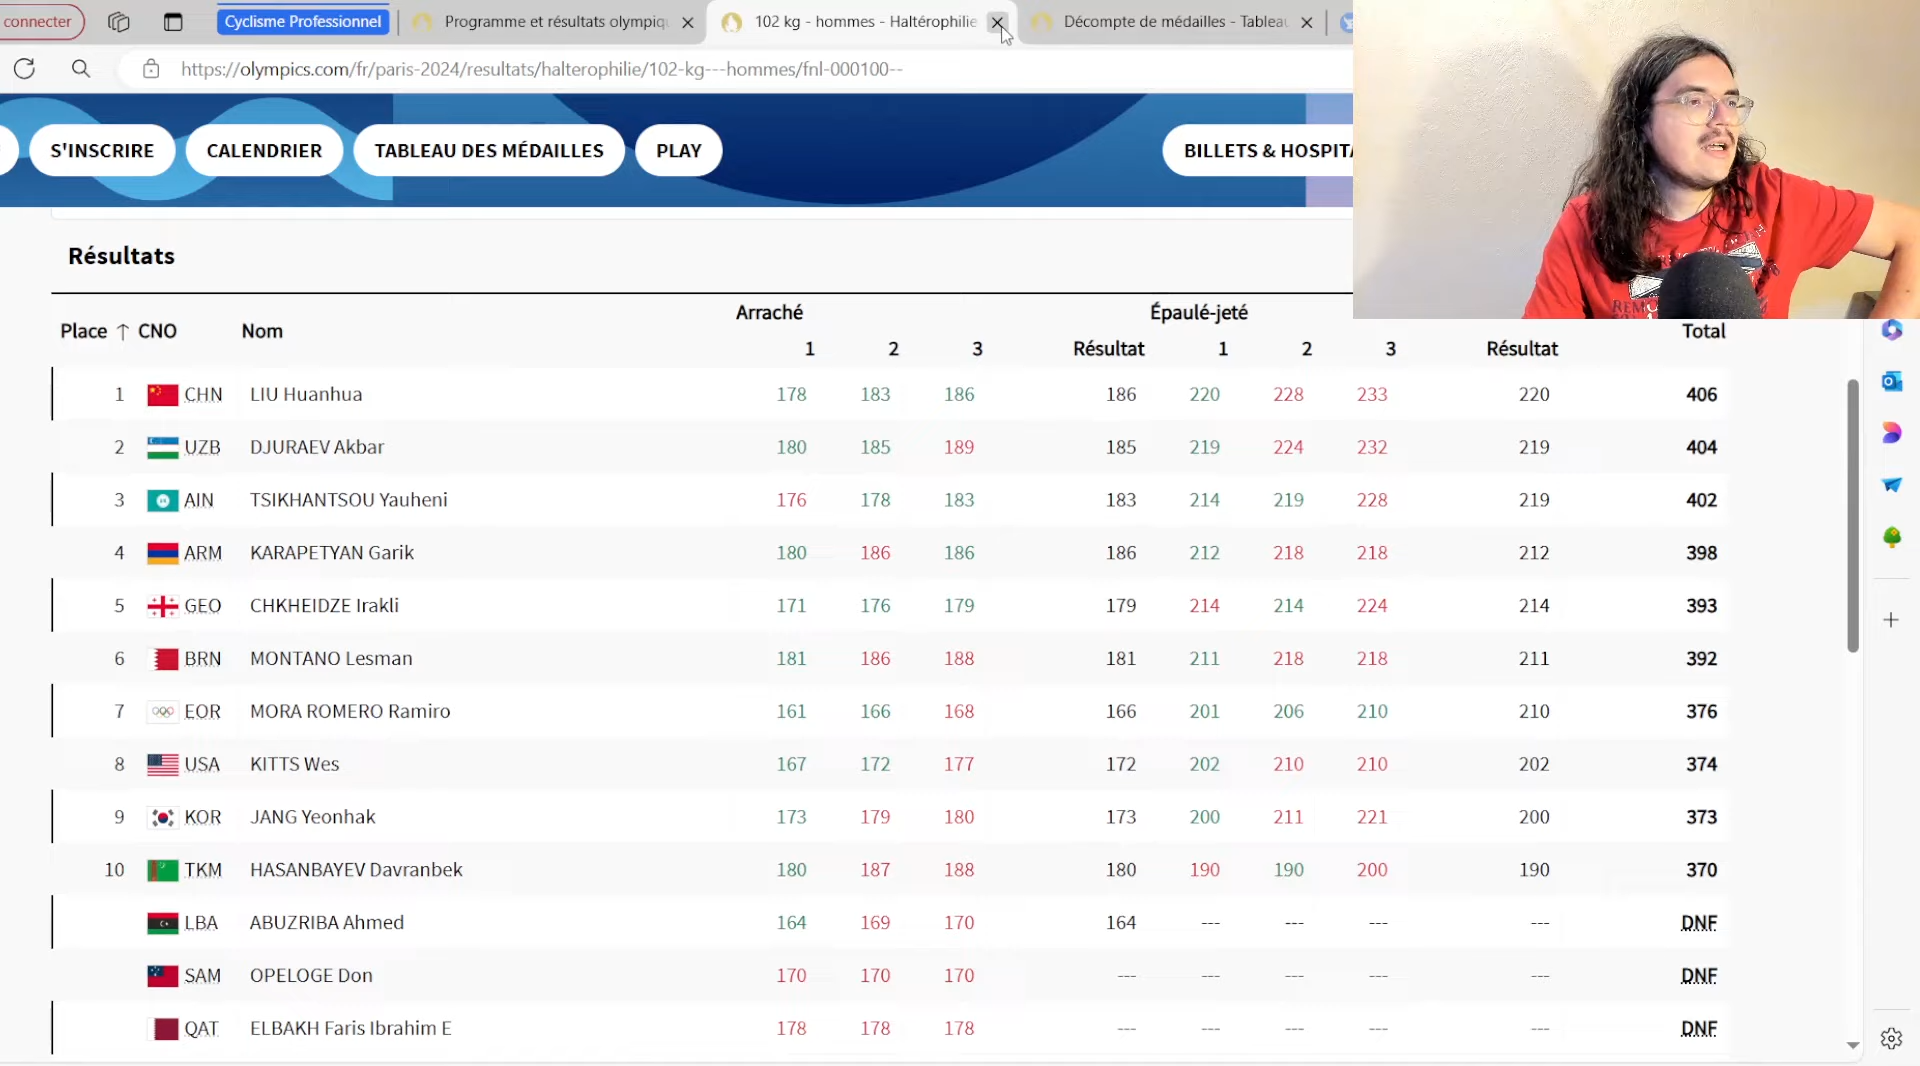 connecter
Cyclisme Professionnel
Programme et résultats olympiq
102 kg - hommes - Haltérophilie
Décompte de médailles - Tableau
https://olympics.com/fr/paris-2024/resultats/halterophilie/102-kg---hommes/fnl-000100--
S'INSCRIRE CALENDRIER TABLEAU DES MÉDAILLES PLAY BILLETS & HOSPITA
Résultats
Arraché Épaulé-jeté
Place ↑ CNO Nom Total
1 2 3 Résultat 1 2 3 Résultat
1 CHN LIU Huanhua 178 183 186 186 220 228 233 220 406
2 UZB DJURAEV Akbar 180 185 189 185 219 224 232 219 404
3 AIN TSIKHANTSOU Yauheni 176 178 183 183 214 219 228 219 402
4 ARM KARAPETYAN Garik 180 186 186 186 212 218 218 212 398
5 GEO CHKHEIDZE Irakli 171 176 179 179 214 214 224 214 393
6 BRN MONTANO Lesman 181 186 188 181 211 218 218 211 392
7 EOR MORA ROMERO Ramiro 161 166 168 166 201 206 210 210 376
8 USA KITTS Wes 167 172 177 172 202 210 210 202 374
9 KOR JANG Yeonhak 173 179 180 173 200 211 221 200 373
10 TKM HASANBAYEV Davranbek 180 187 188 180 190 190 200 190 370
LBA ABUZRIBA Ahmed 164 169 170 164 --- --- --- --- DNF
SAM OPELOGE Don 170 170 170 --- --- --- --- --- DNF
QAT ELBAKH Faris Ibrahim E 178 178 178 --- --- --- --- --- DNF